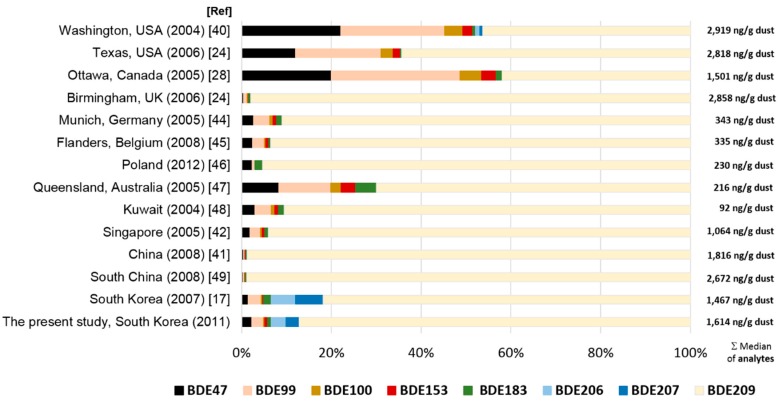 [Ref]
Washington, USA (2004) [40] 2,919 ng/g dust
Texas, USA (2006) [24] 2,818 ng/g dust
Ottawa, Canada (2005) [28] 1,501 ng/g dust
Birmingham, UK (2006) [24] 2,858 ng/g dust
Munich, Germany (2005) [44] 343 ng/g dust
Flanders, Belgium (2008) [45] 335 ng/g dust
Poland (2012) [46] 230 ng/g dust
Queensland, Australia (2005) [47] 216 ng/g dust
Kuwait (2004) [48] 92 ng/g dust
Singapore (2005) [42] 1,064 ng/g dust
China (2008) [41] 1,816 ng/g dust
South China (2008) [49] 2,672 ng/g dust
South Korea (2007) [17] 1,467 ng/g dust
The present study, South Korea (2011) 1,614 ng/g dust
0% 20% 40% 60% 80% 100%
Σ Median
of analytes
BDE47 BDE99 BDE100 BDE153 BDE183 BDE206 BDE207 BDE209